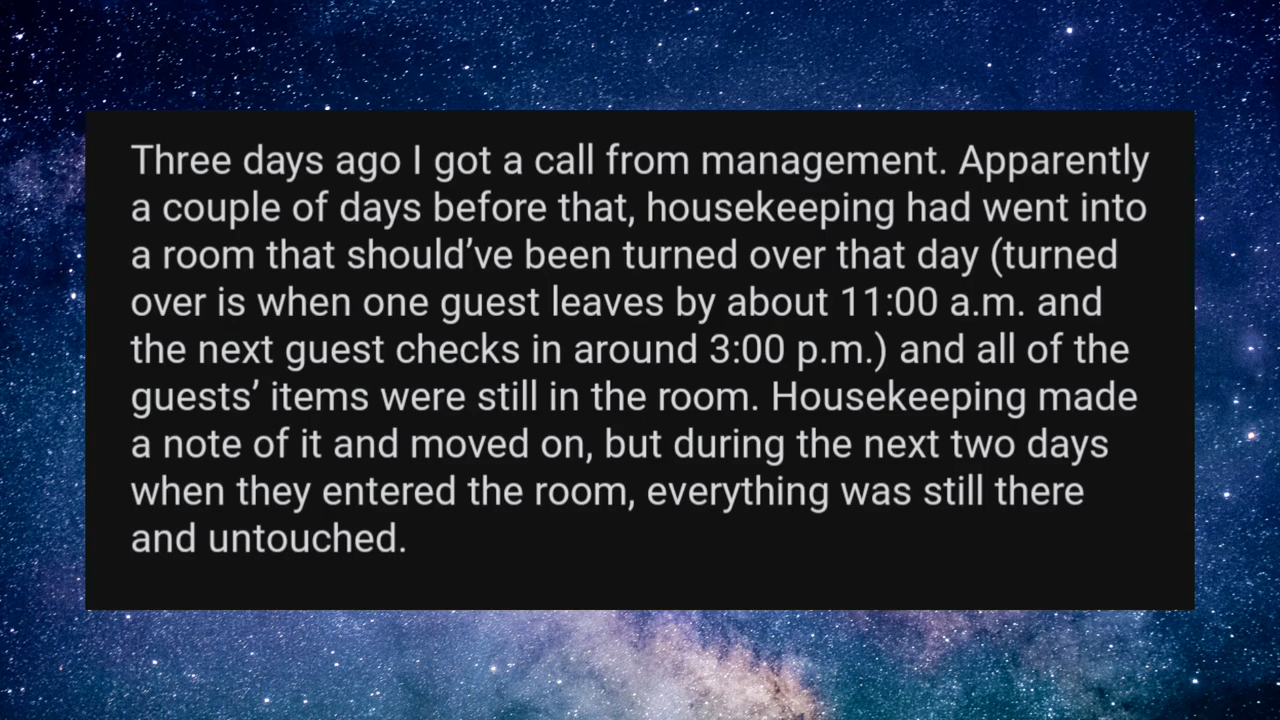 Three days ago I got a call from management. Apparently
a couple of days before that, housekeeping had went into
a room that should’ve been turned over that day (turned
over is when one guest leaves by about 11:00 a.m. and
the next guest checks in around 3:00 p.m.) and all of the
guests’ items were still in the room. Housekeeping made
a note of it and moved on, but during the next two days
when they entered the room, everything was still there
and untouched.